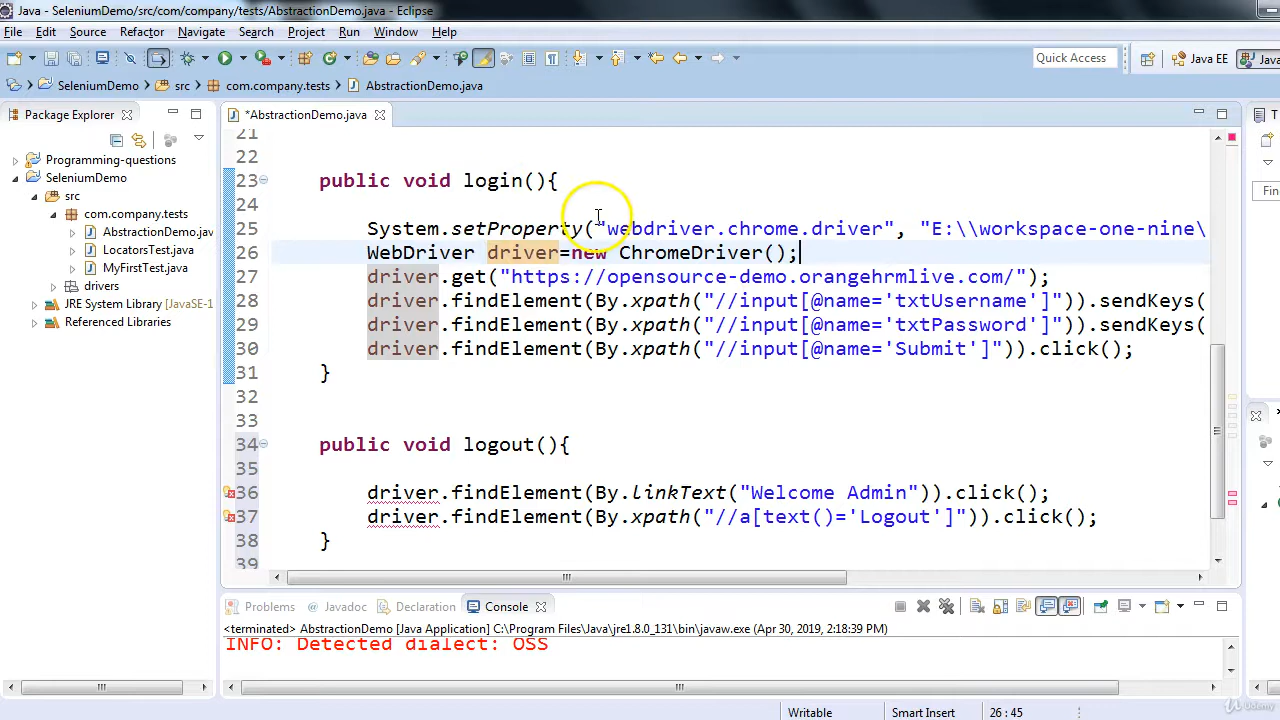 Java - SeleniumDemo/src/com/company/tests/AbstractionDemo.java - Eclipse
File Edit Source Refactor Navigate Search Project Run Window Help
Quick Access Java EE Java
SeleniumDemo src com.company.tests AbstractionDemo.java
Package Explorer
Programming-questions
SeleniumDemo
src
com.company.tests
AbstractionDemo.jav
LocatorsTest.java
MyFirstTest.java
drivers
JRE System Library [JavaSE-1
Referenced Libraries
*AbstractionDemo.java
21
22
23 public void login(){
24
25 System.setProperty("webdriver.chrome.driver", "E:\\workspace-one-nine\
26 WebDriver driver=new ChromeDriver();
27 driver.get("https://opensource-demo.orangehrmlive.com/");
28 driver.findElement(By.xpath("//input[@name='txtUsername']")).sendKeys(
29 driver.findElement(By.xpath("//input[@name='txtPassword']")).sendKeys(
30 driver.findElement(By.xpath("//input[@name='Submit']")).click();
31 }
32
33
34 public void logout(){
35
36 driver.findElement(By.linkText("Welcome Admin")).click();
37 driver.findElement(By.xpath("//a[text()='Logout']")).click();
38 }
39
T
Find
Problems Javadoc Declaration Console
<terminated> AbstractionDemo [Java Application] C:\Program Files\Java\jre1.8.0_131\bin\javaw.exe (Apr 30, 2019, 2:18:39 PM)
INFO: Detected dialect: OSS
Writable Smart Insert 26 : 45
Udemy